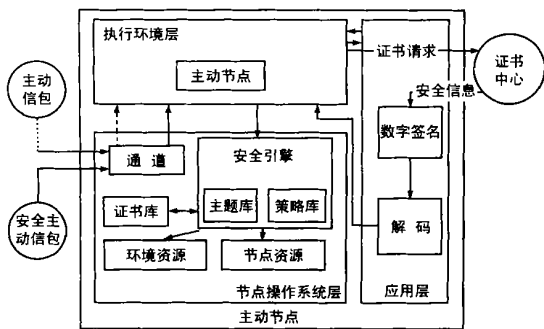 执行环境层
主动节点
主动
信包
证书请求
证书
中心
安全信息
数字签名
通 道
安全引擎
证书库
主题库
策略库
解 码
安全主
动信包
环境资源
节点资源
节点操作系统层
应用层
主动节点